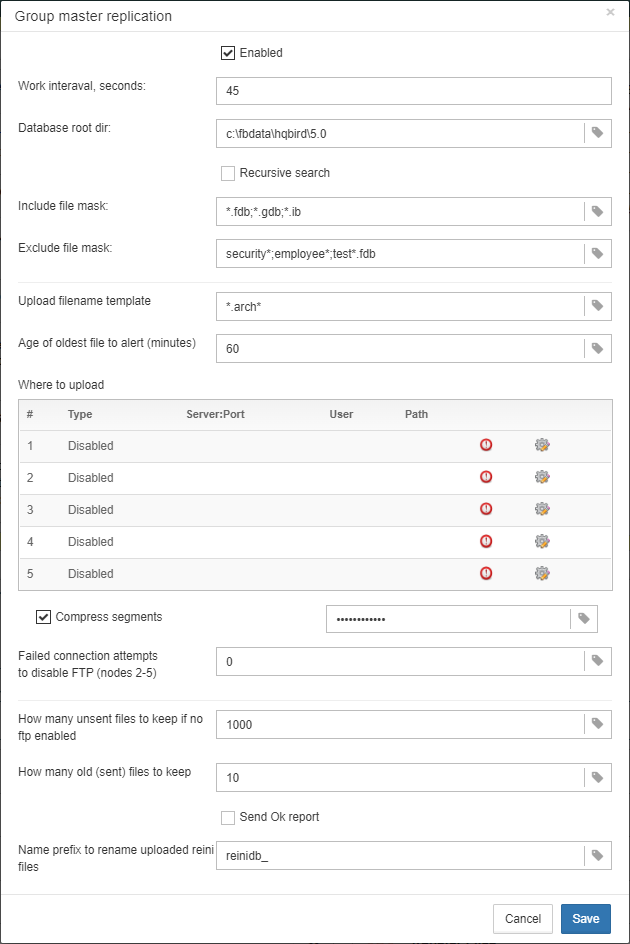 Group master replication
×
Enabled
Work interaval, seconds:
45
Database root dir:
c:\fbdata\hqbird\5.0
Recursive search
Include file mask:
*.fdb;*.gdb;*.ib
Exclude file mask:
security*;employee*;test*.fdb
Upload filename template
*.arch*
Age of oldest file to alert (minutes)
60
Where to upload
# Type Server:Port User Path
1 Disabled
2 Disabled
3 Disabled
4 Disabled
5 Disabled
Compress segments
••••••••••••
Failed connection attempts
to disable FTP (nodes 2-5)
0
How many unsent files to keep if no
ftp enabled
1000
How many old (sent) files to keep
10
Send Ok report
Name prefix to rename uploaded reini
files
reinidb_
Cancel Save